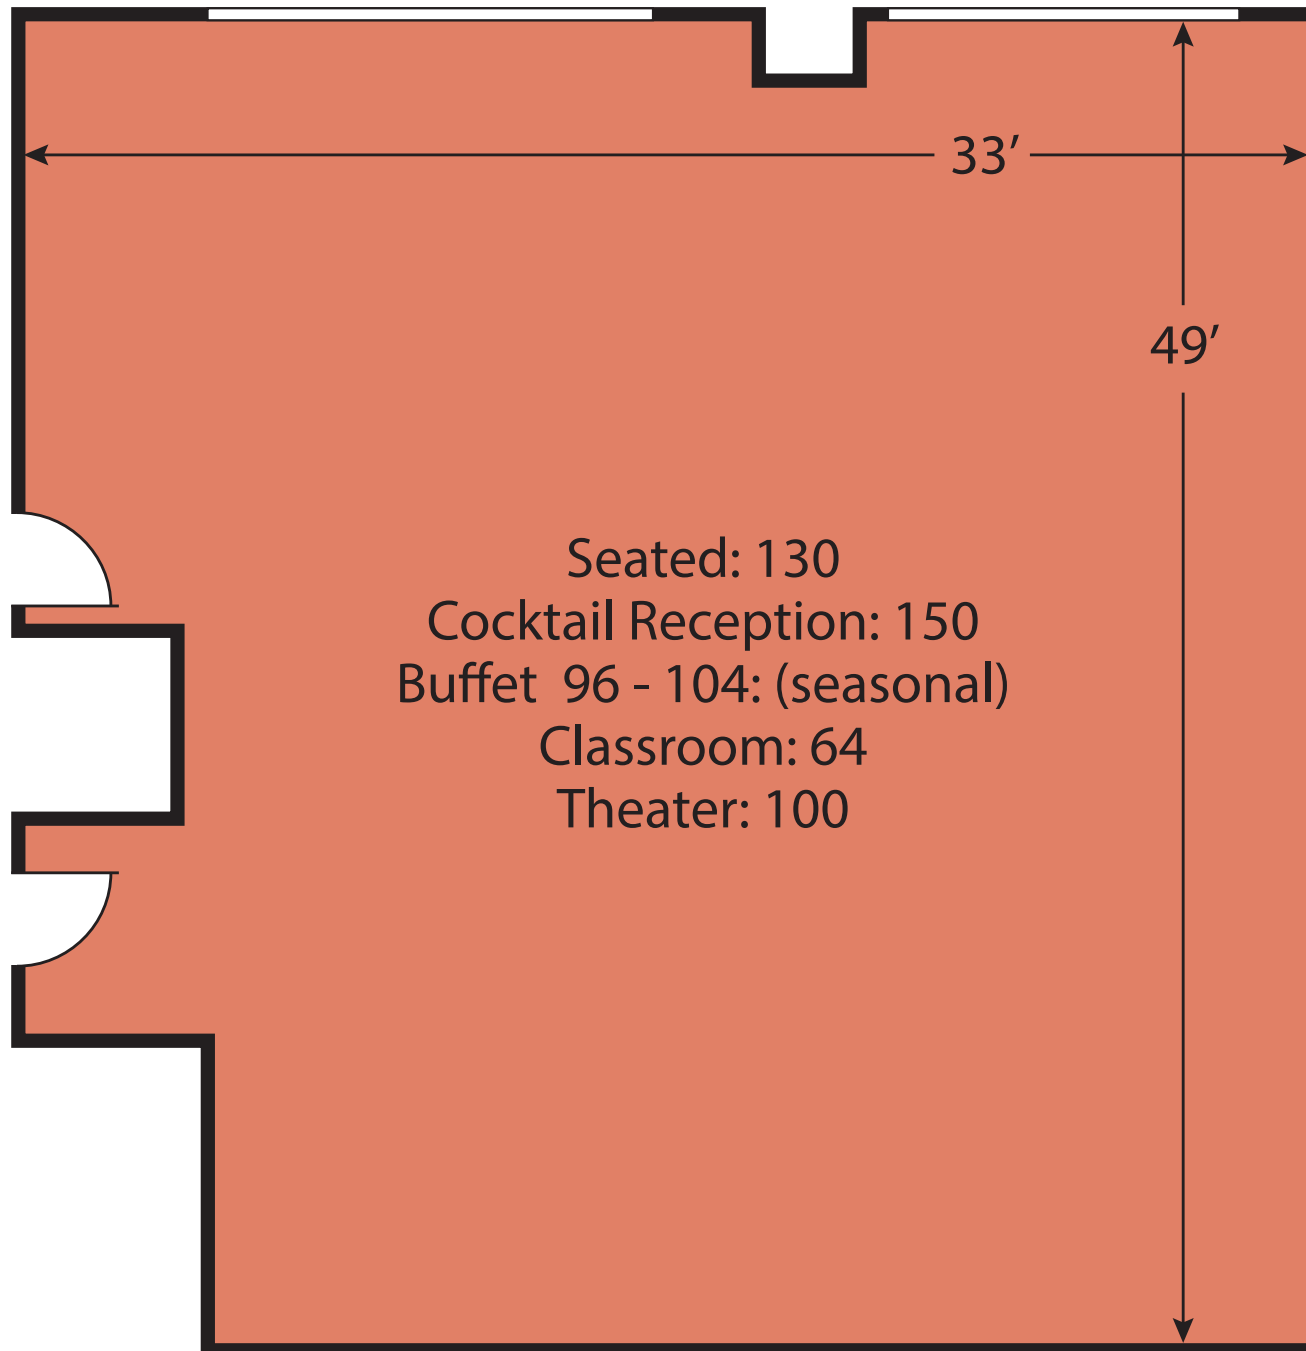 33’
49’
Seated: 130
Cocktail Reception: 150
Buffet  96 - 104: (seasonal)
Classroom: 64
Theater: 100